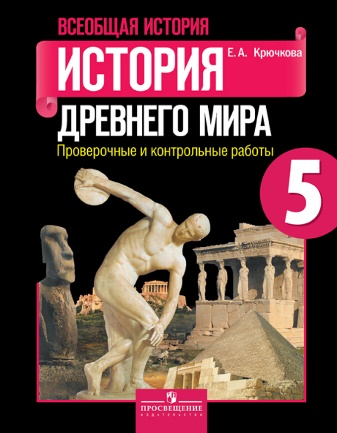 ВСЕОБЩАЯ ИСТОРИЯ
Е. А. Крючкова
ИСТОРИЯ
ДРЕВНЕГО МИРА
Проверочные и контрольные работы
5
ПРОСВЕЩЕНИЕ
ИЗДАТЕЛЬСТВО